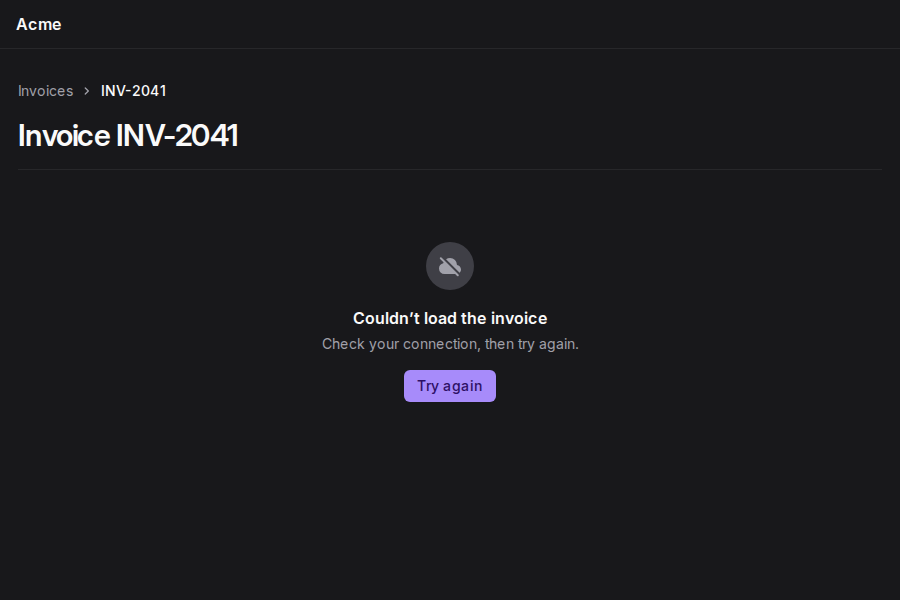 Acme
Invoices › INV-2041
Invoice INV-2041
Couldn’t load the invoice
Check your connection, then try again.
Try again